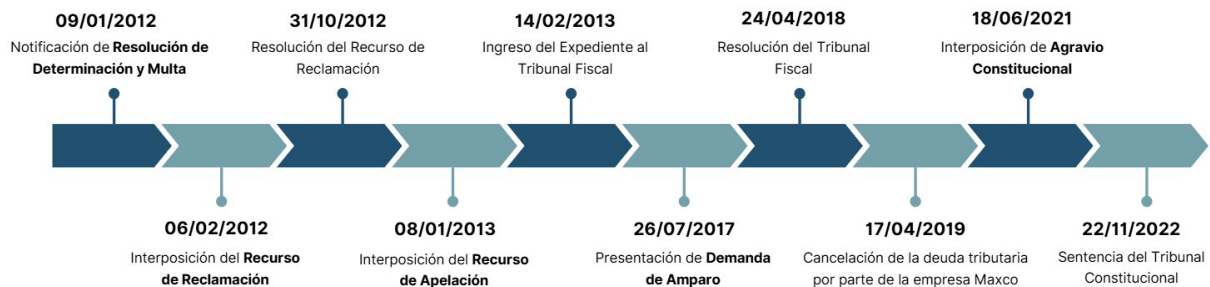 09/01/2012
Notificación de Resolución de
Determinación y Multa
31/10/2012
Resolución del Recurso de
Reclamación
14/02/2013
Ingreso del Expediente al
Tribunal Fiscal
24/04/2018
Resolución del Tribunal
Fiscal
18/06/2021
Interposición de Agravio
Constitucional
06/02/2012
Interposición del Recurso
de Reclamación
08/01/2013
Interposición del Recurso
de Apelación
26/07/2017
Presentación de Demanda
de Amparo
17/04/2019
Cancelación de la deuda tributaria
por parte de la empresa Maxco
22/11/2022
Sentencia del Tribunal
Constitucional